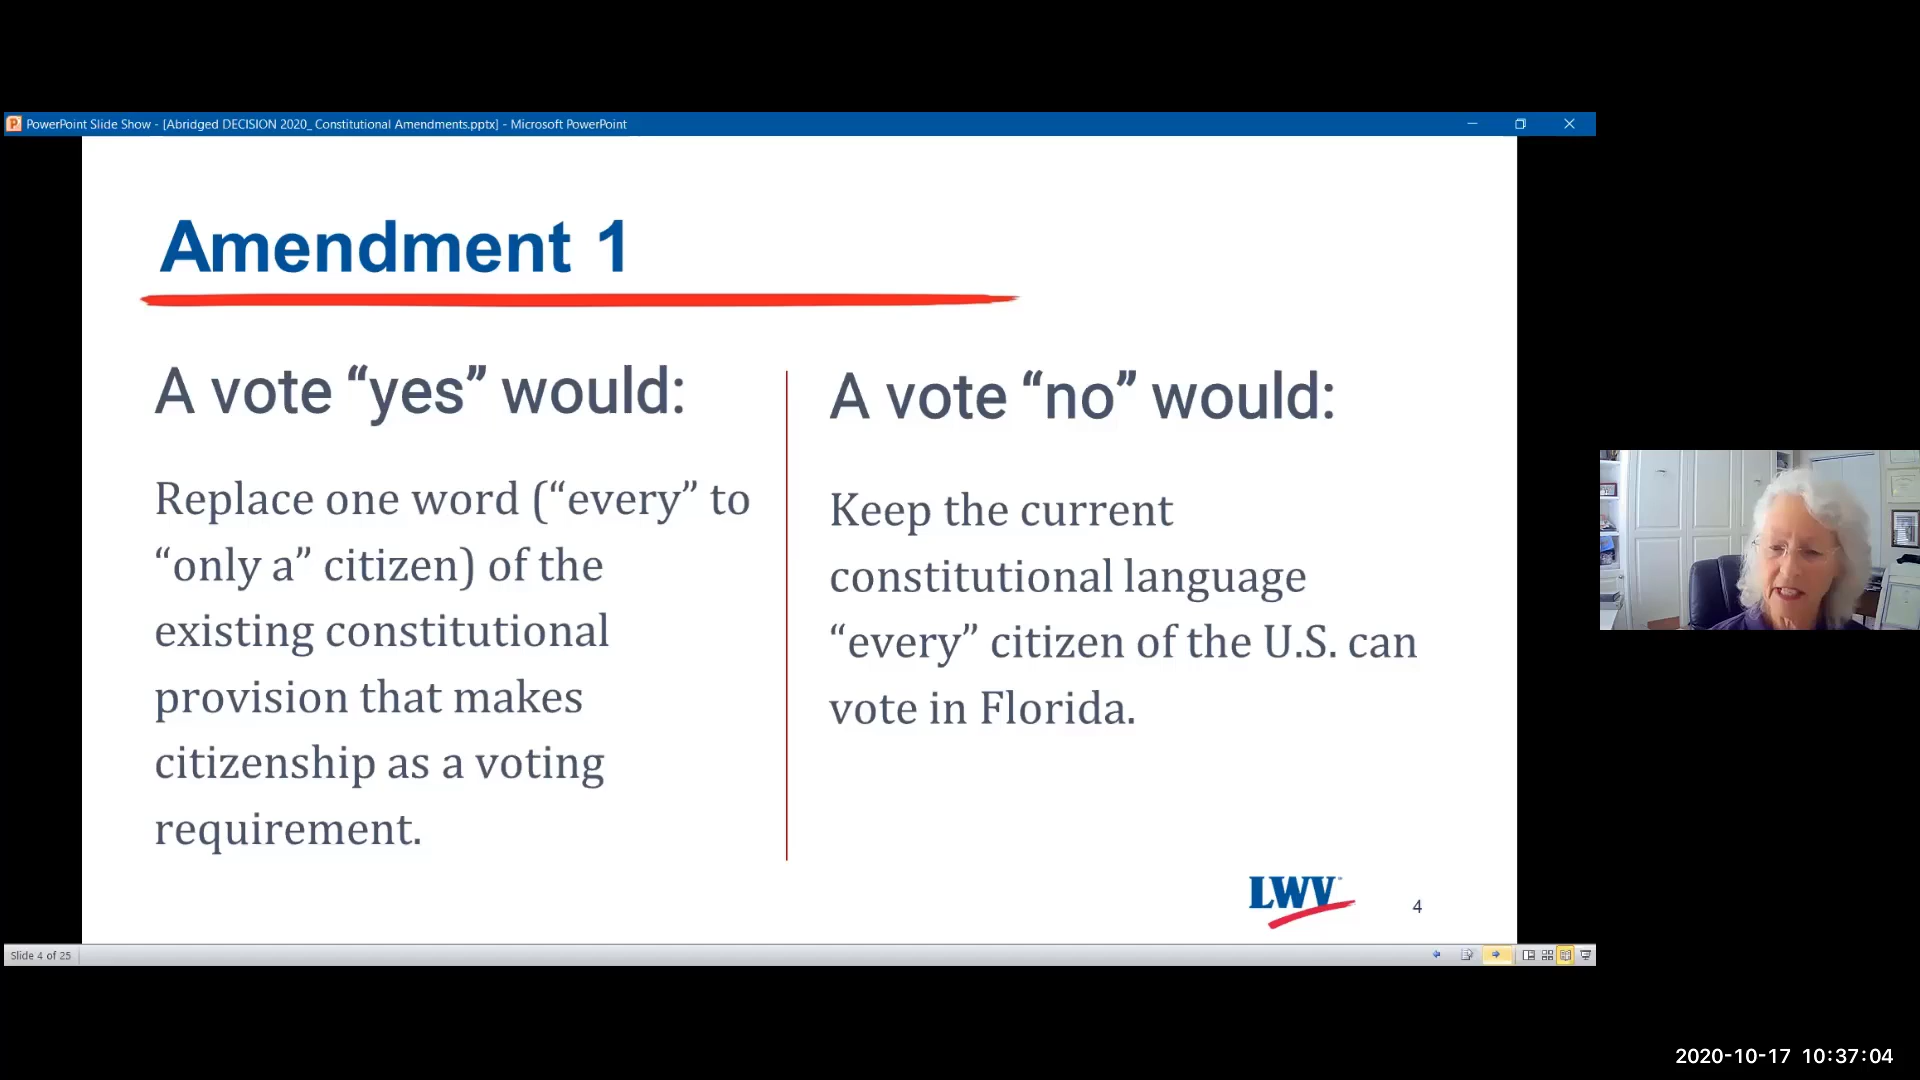 PowerPoint Slide Show - [Abridged DECISION 2020_ Constitutional Amendments.pptx] - Microsoft PowerPoint
Amendment 1
A vote “yes” would:
Replace one word (“every” to
“only a” citizen) of the
existing constitutional
provision that makes
citizenship as a voting
requirement.
A vote “no” would:
Keep the current
constitutional language
“every” citizen of the U.S. can
vote in Florida.
LWV
4
Slide 4 of 25
2020-10-17 10:37:04